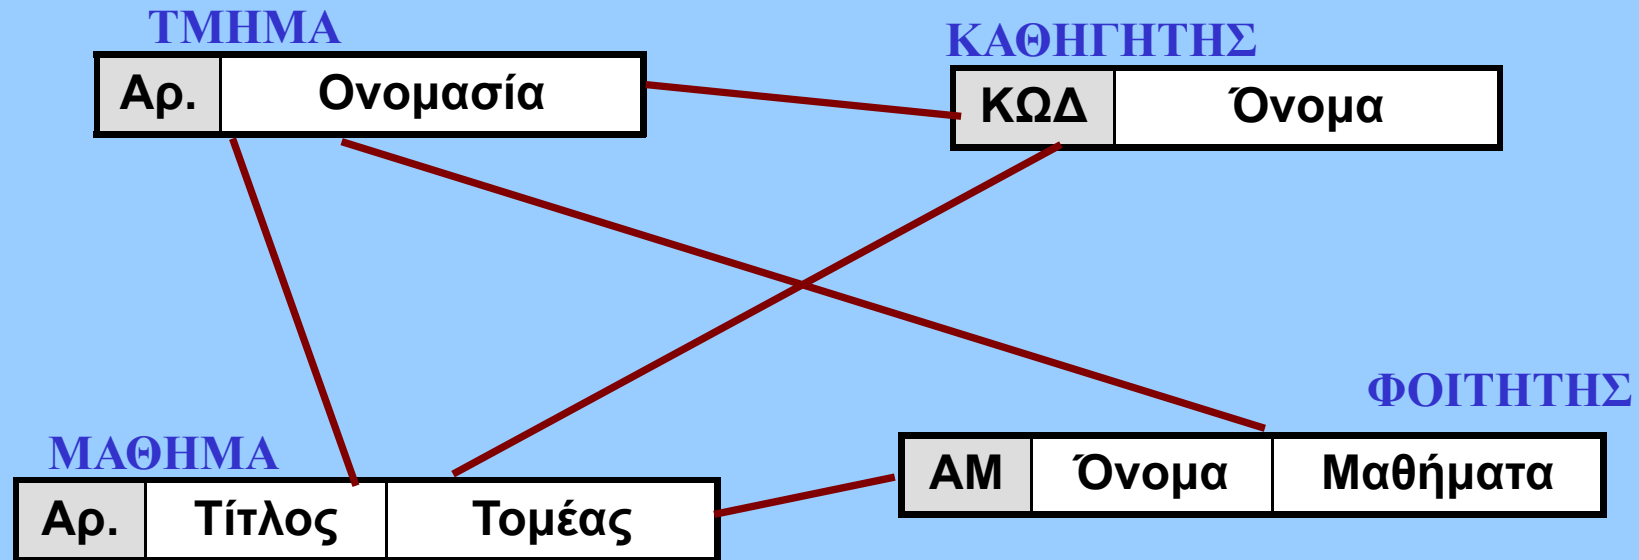 ΤΜΗΜΑ
Αρ. Ονομασία
ΚΑΘΗΓΗΤΗΣ
ΚΩΔ Όνομα
ΜΑΘΗΜΑ
Αρ. Τίτλος Τομέας
ΦΟΙΤΗΤΗΣ
ΑΜ Όνομα Μαθήματα